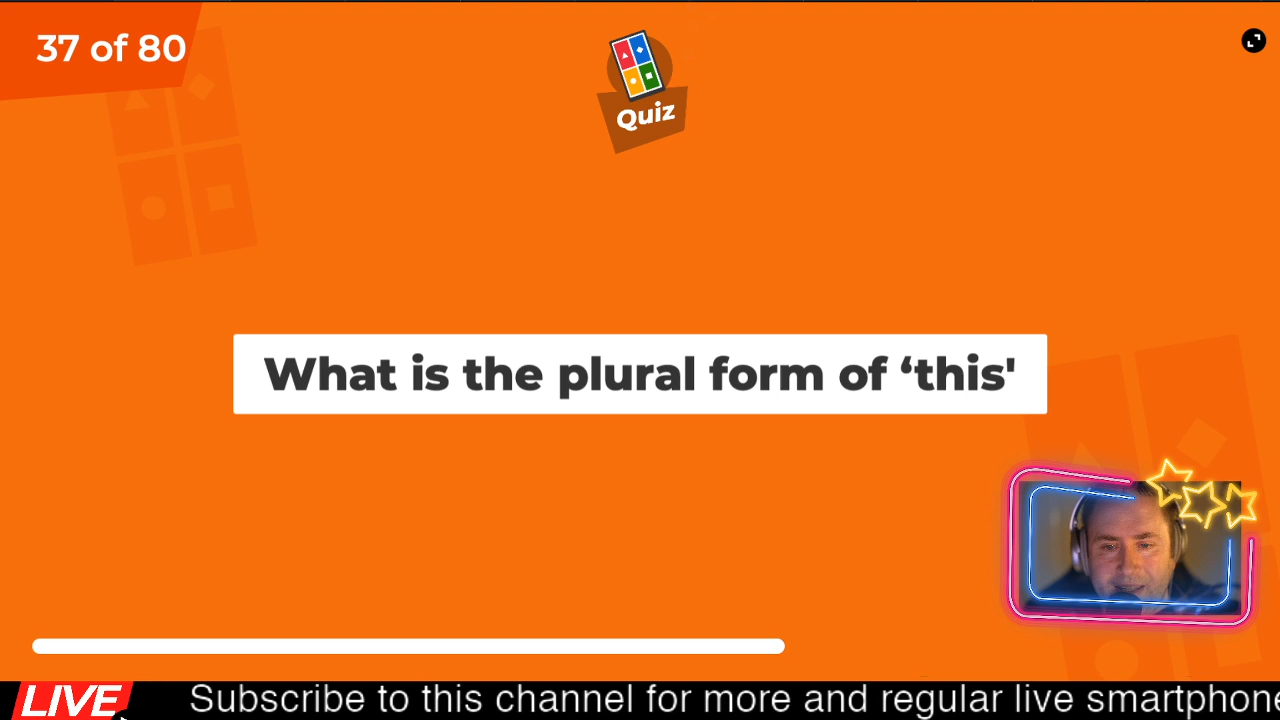 37 of 80
Quiz
What is the plural form of ‘this'
LIVE
Subscribe to this channel for more and regular live smartphone